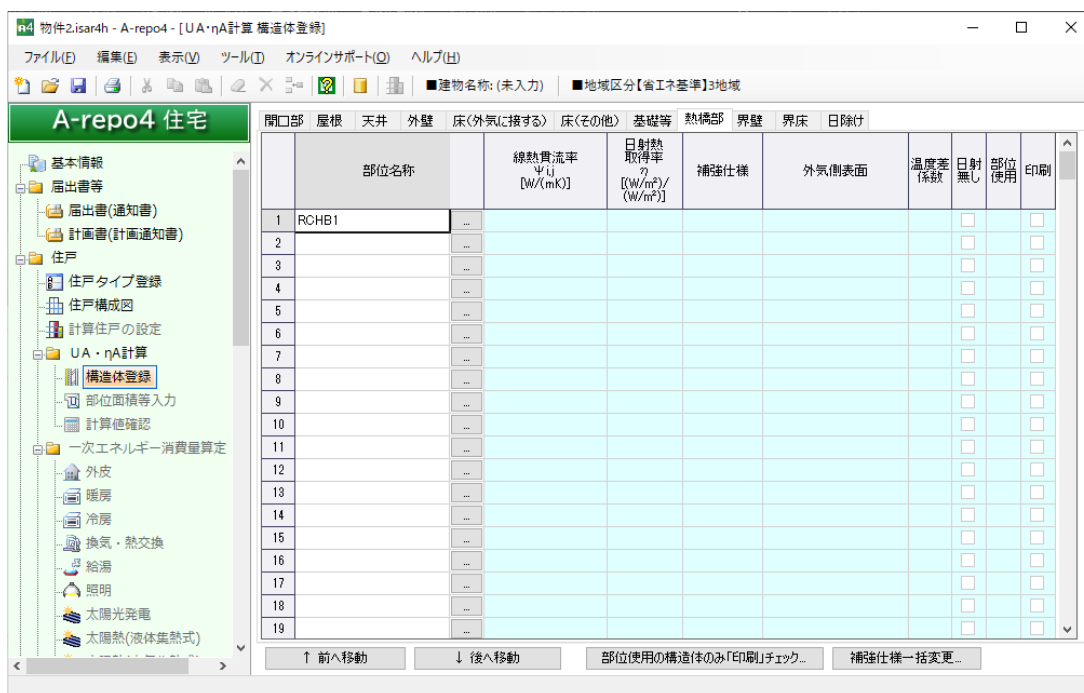 物件2.isar4h - A-repo4 - [UA・ηA計算 構造体登録]
ファイル(F) 編集(E) 表示(V) ツール(T) オンラインサポート(O) ヘルプ(H)
■建物名称: (未入力) ■地域区分【省エネ基準】3地域
A-repo4 住宅
基本情報
届出書等
届出書(通知書)
計画書(計画通知書)
住戸
住戸タイプ登録
住戸構成図
計算住戸の設定
UA・ηA計算
構造体登録
部位面積等入力
計算値確認
一次エネルギー消費量算定
外皮
暖房
冷房
換気・熱交換
給湯
照明
太陽光発電
太陽熱(液体集熱式)
開口部 屋根 天井 外壁 床(外気に接する) 床(その他) 基礎等 熱橋部 界壁 界床 日除け
部位名称
線熱貫流率
Ψi,j
[W/(mK)]
日射熱
取得率
η
[(W/m²)/
(W/m²)]
補強仕様
外気側表面
温度差
係数
日射
無し
部位
使用
印刷
1 RCHB1 ...
2 ...
3 ...
4 ...
5 ...
6 ...
7 ...
8 ...
9 ...
10 ...
11 ...
12 ...
13 ...
14 ...
15 ...
16 ...
17 ...
18 ...
19 ...
↑ 前へ移動 ↓ 後へ移動 部位使用の構造体のみ「印刷」チェック... 補強仕様一括変更...